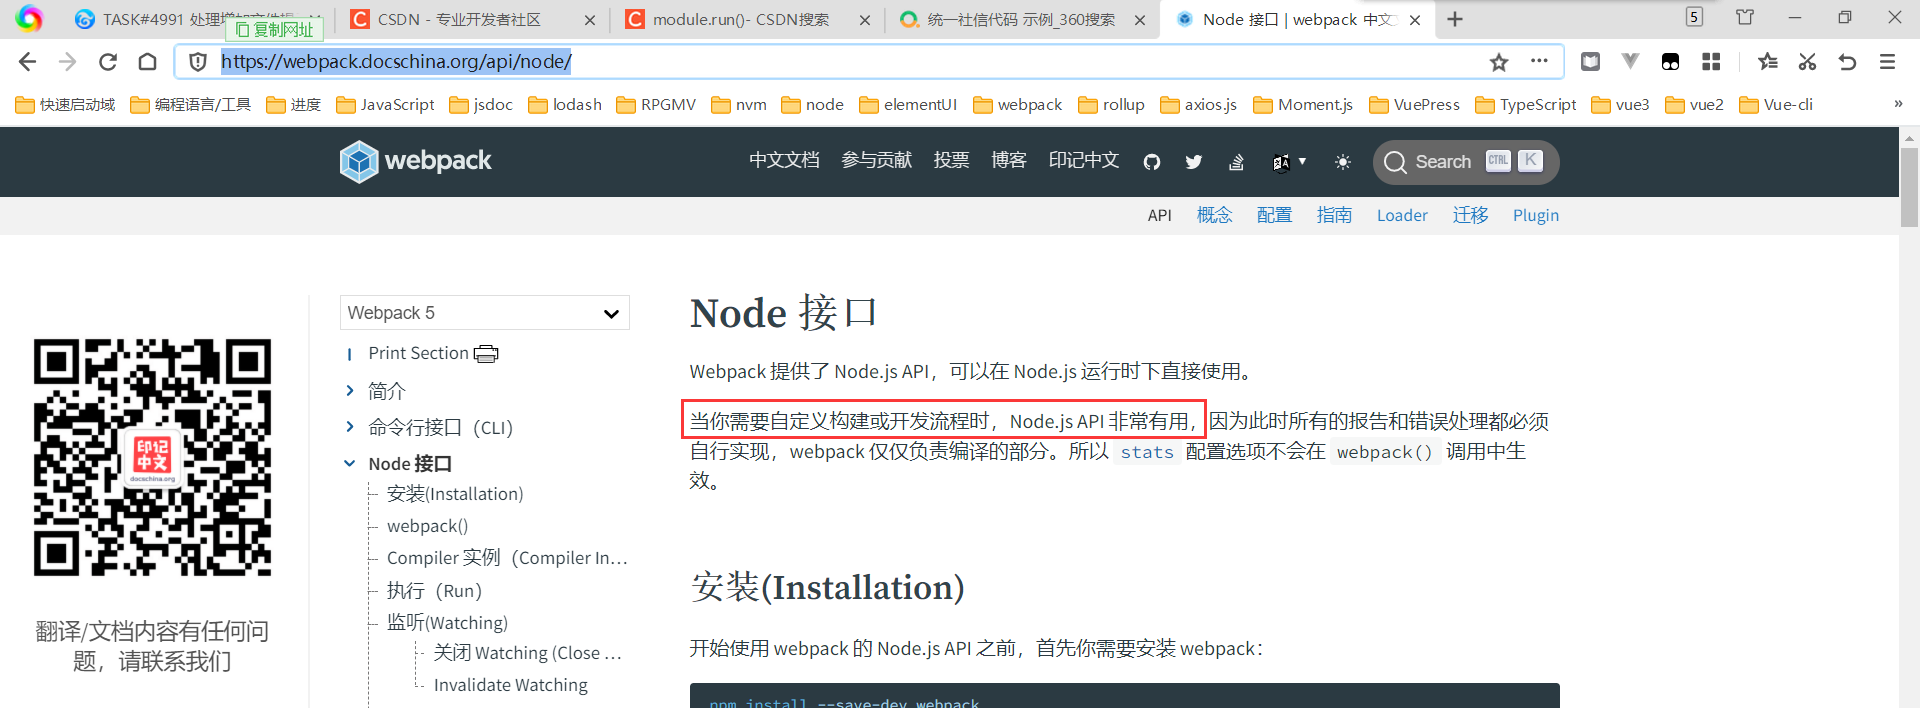 TASK#4991 处理增加文件
CSDN - 专业开发者社区
module.run()- CSDN搜索
统一社信代码 示例_360搜索
Node 接口 | webpack 中文
5
复制网址
https://webpack.docschina.org/api/node/
快速启动域
编程语言/工具
进度
JavaScript
jsdoc
lodash
RPGMV
nvm
node
elementUI
webpack
rollup
axios.js
Moment.js
VuePress
TypeScript
vue3
vue2
Vue-cli
»
webpack
中文文档
参与贡献
投票
博客
印记中文
Search
CTRL
K
API
概念
配置
指南
Loader
迁移
Plugin
印记
中文
docschina.org
翻译/文档内容有任何问
题，请联系我们
Webpack 5
Print Section
简介
命令行接口（CLI）
Node 接口
安装(Installation)
webpack()
Compiler 实例（Compiler In…
执行（Run）
监听(Watching)
关闭 Watching (Close …
Invalidate Watching
Node 接口
Webpack 提供了 Node.js API，可以在 Node.js 运行时下直接使用。
当你需要自定义构建或开发流程时，Node.js API 非常有用，因为此时所有的报告和错误处理都必须
自行实现，webpack 仅仅负责编译的部分。所以 stats 配置选项不会在 webpack() 调用中生
效。
安装(Installation)
开始使用 webpack 的 Node.js API 之前，首先你需要安装 webpack：
npm install --save-dev webpack